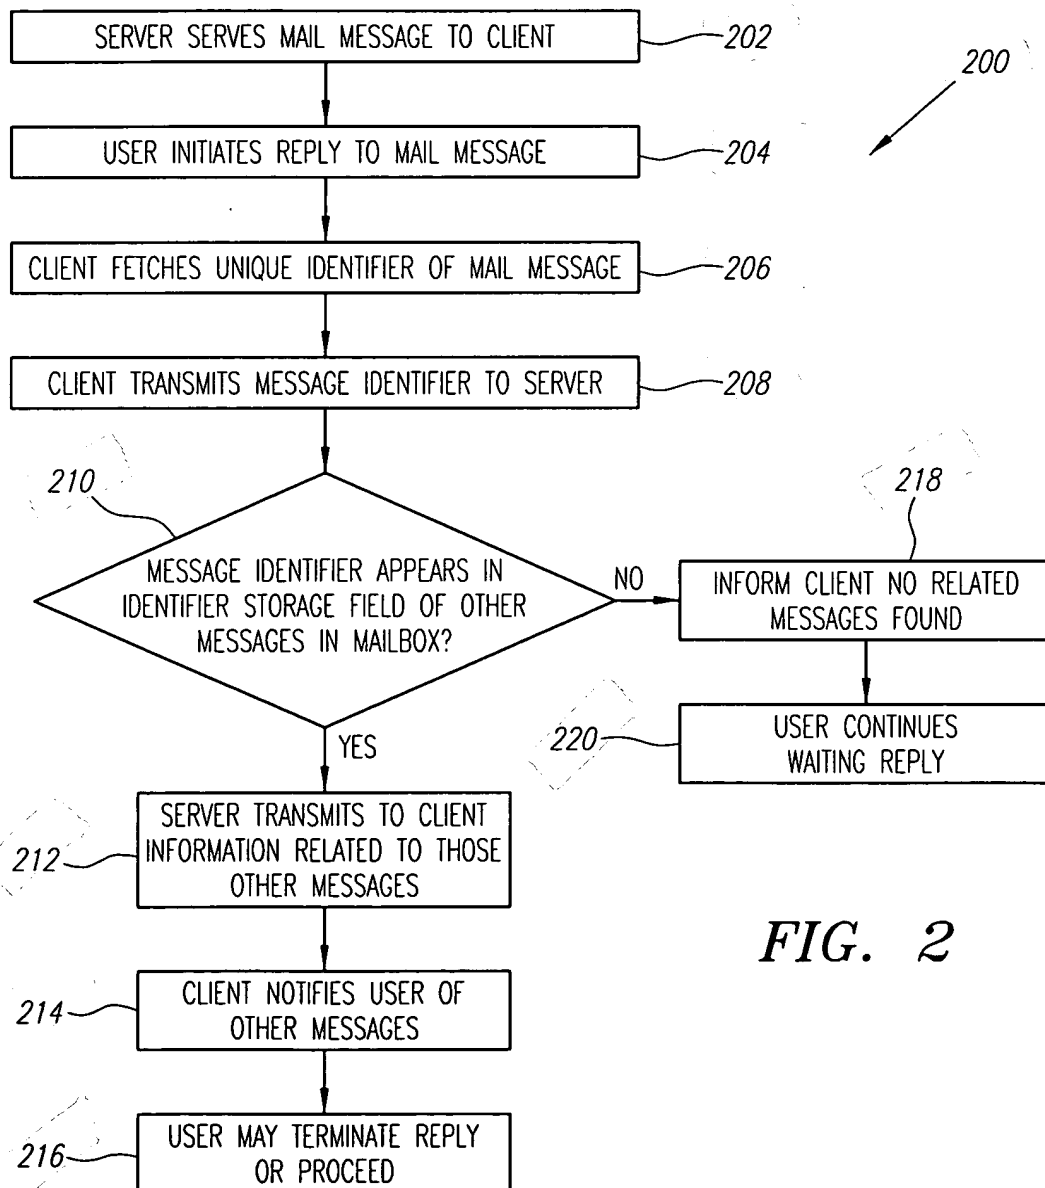 SERVER SERVES MAIL MESSAGE TO CLIENT
202
200
USER INITIATES REPLY TO MAIL MESSAGE
204
CLIENT FETCHES UNIQUE IDENTIFIER OF MAIL MESSAGE
206
CLIENT TRANSMITS MESSAGE IDENTIFIER TO SERVER
208
210
MESSAGE IDENTIFIER APPEARS IN
IDENTIFIER STORAGE FIELD OF OTHER
MESSAGES IN MAILBOX?
NO
218
INFORM CLIENT NO RELATED
MESSAGES FOUND
220
USER CONTINUES
WAITING REPLY
YES
212
SERVER TRANSMITS TO CLIENT
INFORMATION RELATED TO THOSE
OTHER MESSAGES
FIG. 2
214
CLIENT NOTIFIES USER OF
OTHER MESSAGES
216
USER MAY TERMINATE REPLY
OR PROCEED